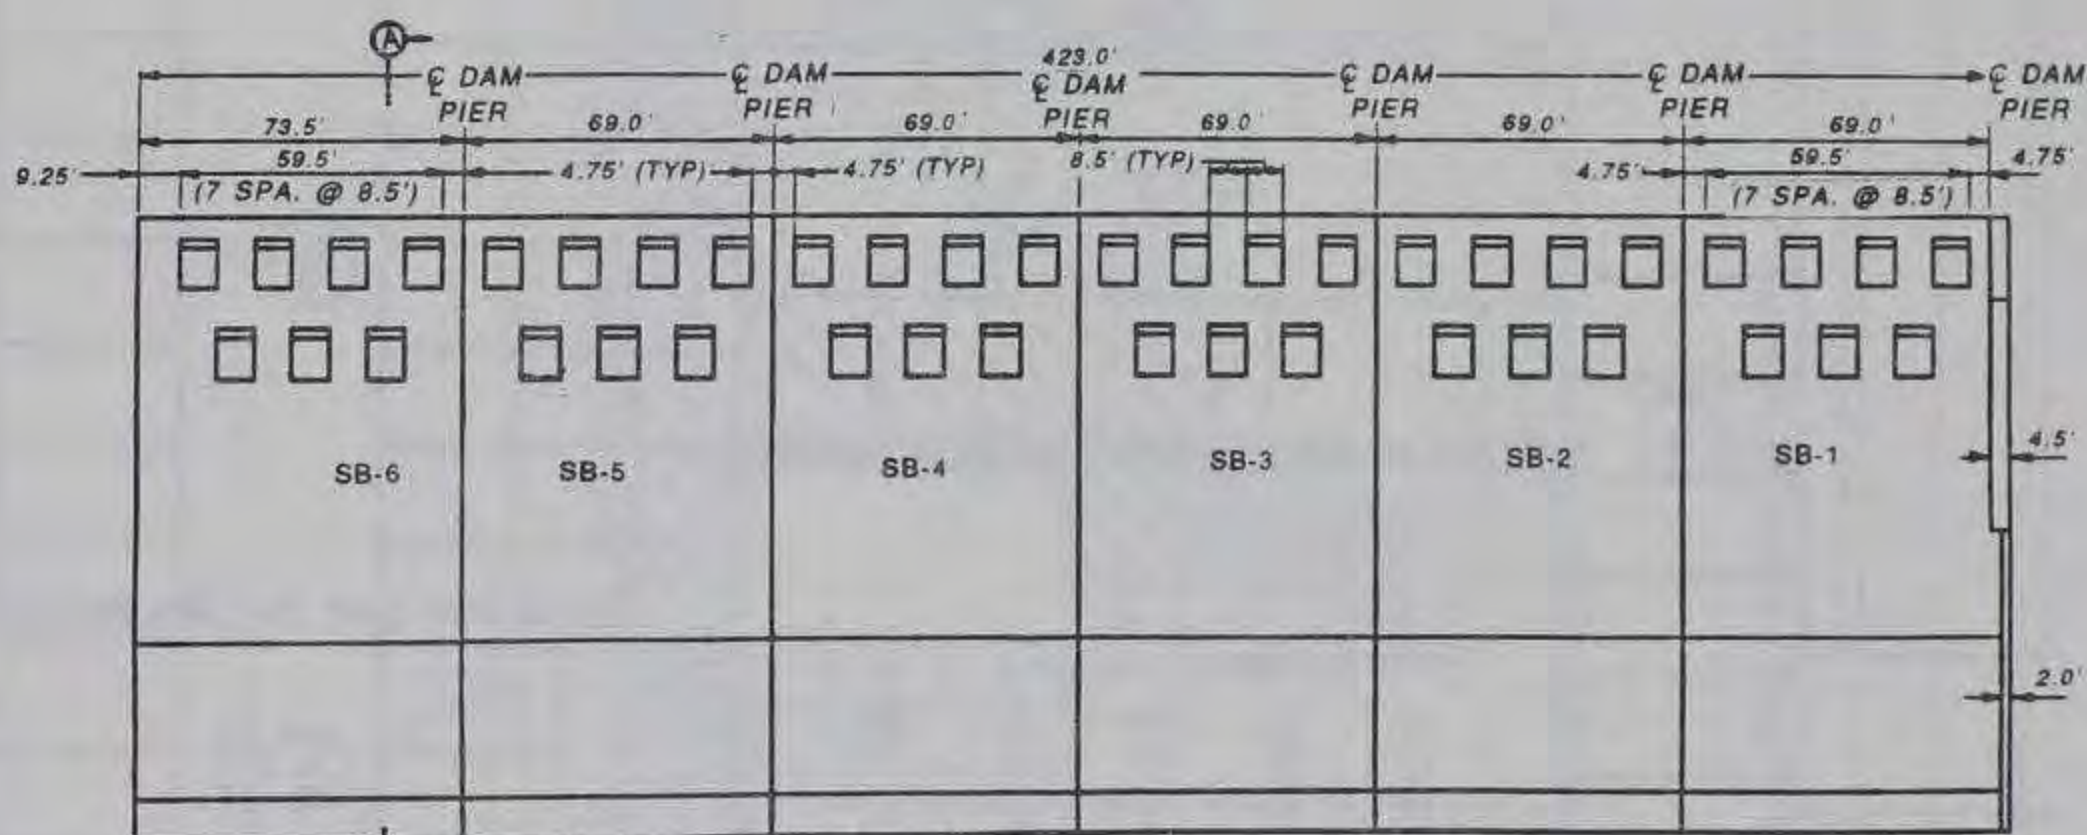 A
423.0'
℄ DAM PIER
℄ DAM PIER
℄ DAM PIER
℄ DAM PIER
℄ DAM PIER
℄ DAM PIER
73.5'
69.0'
69.0'
69.0'
69.0'
69.0'
9.25'
59.5'
(7 SPA. @ 8.5')
4.75' (TYP)
4.75' (TYP)
8.5' (TYP)
4.75'
59.5'
(7 SPA. @ 8.5')
4.75'
SB-6
SB-5
SB-4
SB-3
SB-2
SB-1
4.5'
2.0'